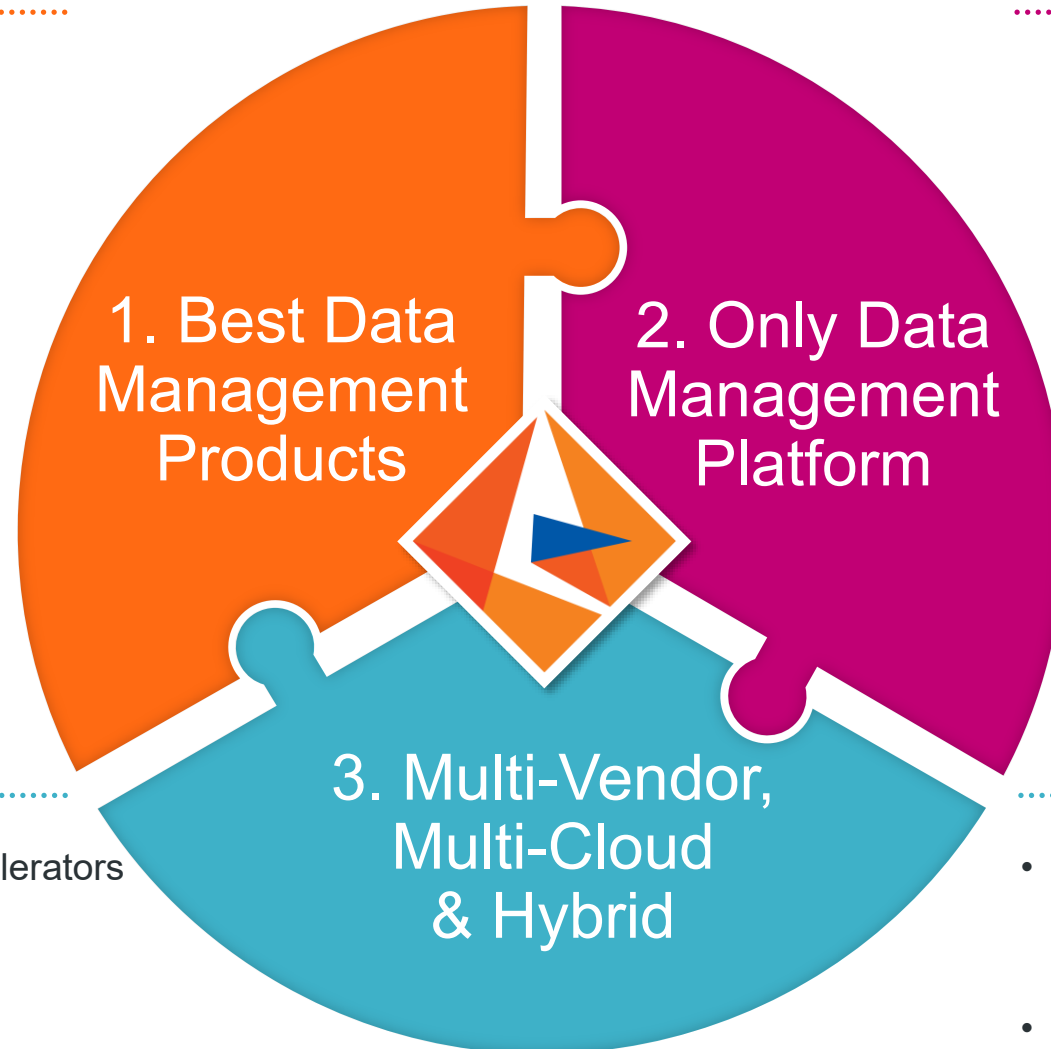 1. Best Data
Management
Products
2. Only Data
Management
Platform
3. Multi-Vendor,
Multi-Cloud
& Hybrid
lerators
•
•